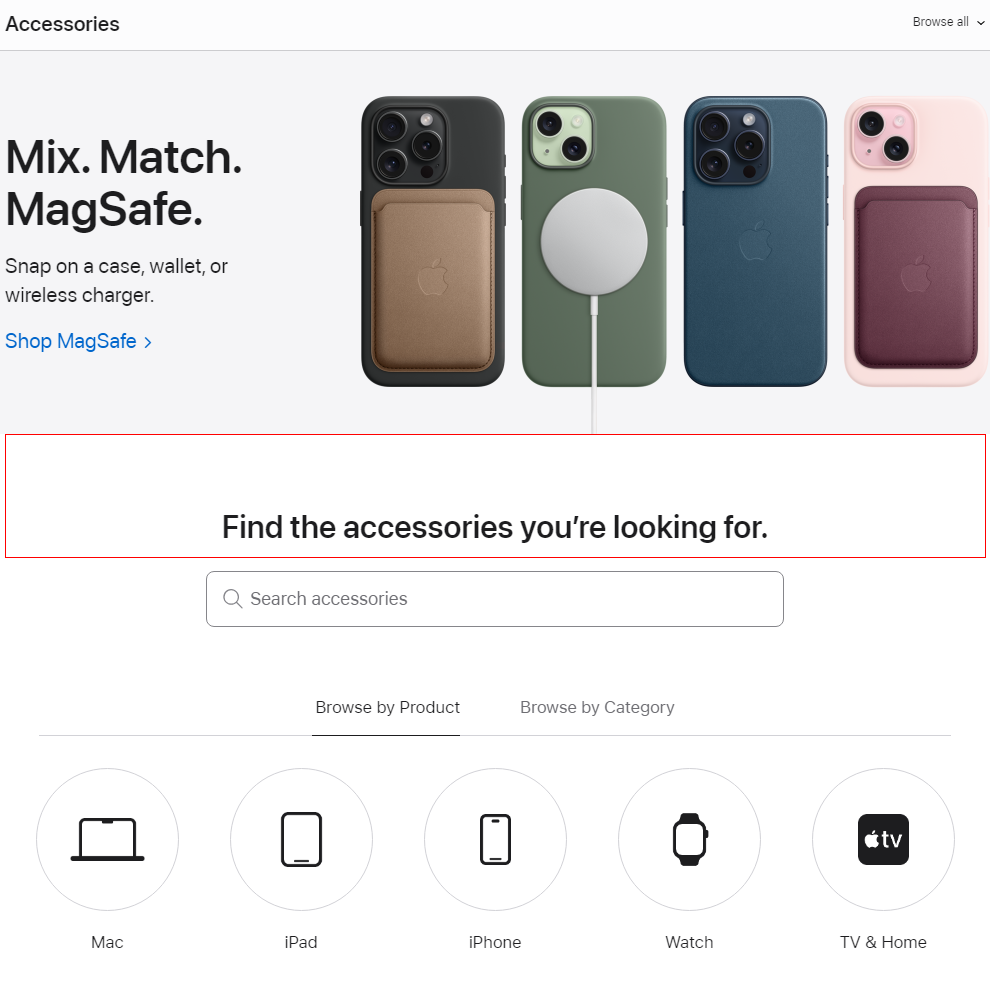 Accessories
Browse all
Mix. Match.
MagSafe.
Snap on a case, wallet, or
wireless charger.
Shop MagSafe
Find the accessories you’re looking for.
Search accessories
Browse by Product
Browse by Category
tv
Mac
iPad
iPhone
Watch
TV & Home